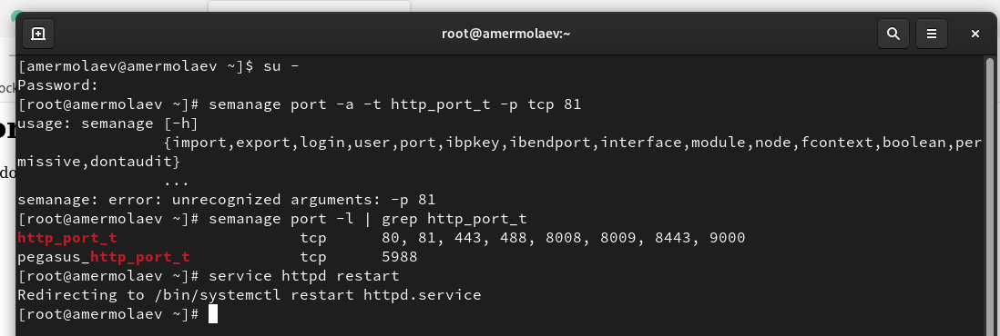 root@amermolaev:~
[amermolaev@amermolaev ~]$ su -
Password:
[root@amermolaev ~]# semanage port -a -t http_port_t -p tcp 81
usage: semanage [-h]
{import,export,login,user,port,ibpkey,ibendport,interface,module,node,fcontext,boolean,per
missive,dontaudit}
...
semanage: error: unrecognized arguments: -p 81
[root@amermolaev ~]# semanage port -l | grep http_port_t
http_port_t tcp 80, 81, 443, 488, 8008, 8009, 8443, 9000
pegasus_http_port_t tcp 5988
[root@amermolaev ~]# service httpd restart
Redirecting to /bin/systemctl restart httpd.service
[root@amermolaev ~]#